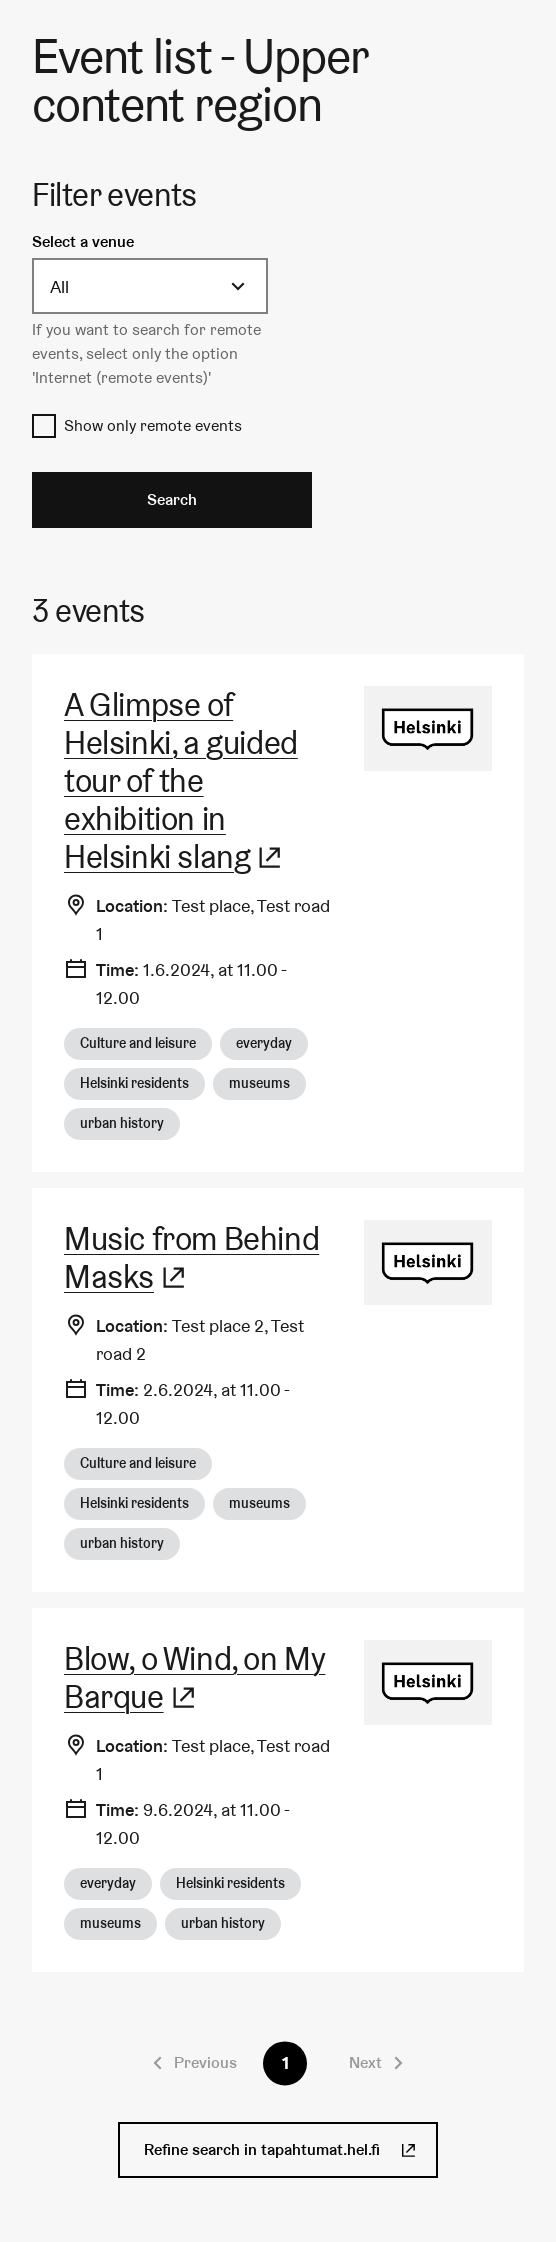 Event list - Upper
content region
Filter events
Select a venue
All
If you want to search for remote
events, select only the option
'Internet (remote events)'
Show only remote events
Search
3 events
A Glimpse of
Helsinki, a guided
tour of the
exhibition in
Helsinki slang
Helsinki
Location: Test place, Test road
1
Time: 1.6.2024, at 11.00 -
12.00
Culture and leisure everyday
Helsinki residents museums
urban history
Music from Behind
Masks
Helsinki
Location: Test place 2, Test
road 2
Time: 2.6.2024, at 11.00 -
12.00
Culture and leisure
Helsinki residents museums
urban history
Blow, o Wind, on My
Barque
Helsinki
Location: Test place, Test road
1
Time: 9.6.2024, at 11.00 -
12.00
everyday Helsinki residents
museums urban history
Previous 1 Next
Refine search in tapahtumat.hel.fi